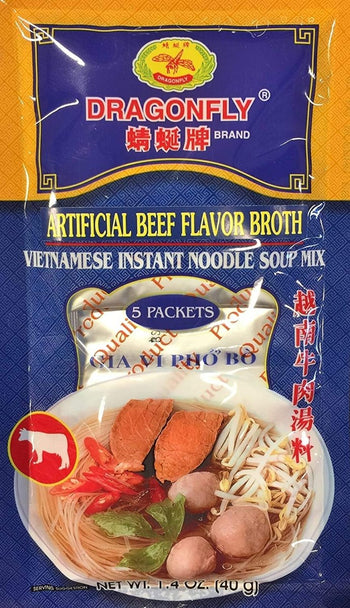 蜻蜓牌
DRAGONFLY
DRAGONFLY®
蜻蜓牌 BRAND
ARTIFICIAL BEEF FLAVOR BROTH
VIETNAMESE INSTANT NOODLE SOUP MIX
5 PACKETS
GIA VỊ PHỞ BÒ
越南牛肉湯料
SERVING SUGGESTION
NET WT. 1.4 OZ. (40 g)